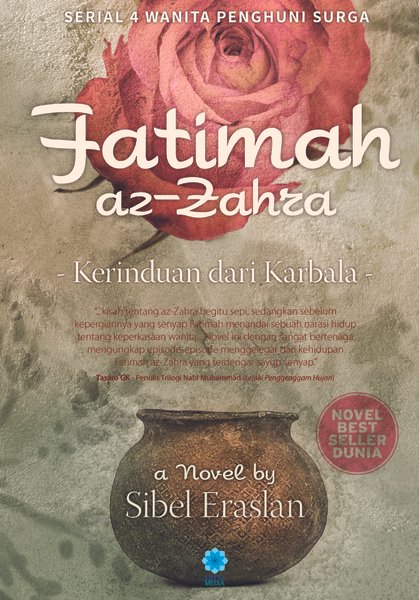 SERIAL 4 WANITA PENGHUNI SURGA
Fatimah
az-Zahra
- Kerinduan dari Karbala -
"...kisah tentang az-Zahra begitu sepi, sedangkan sebelum
kepergiannya yang senyap Fatimah menandai sebuah narasi hidup
tentang keperkasaan wanita... Novel ini dengan sangat bertenaga
mengungkap episode-episode menggelegar dari kehidupan
Fatimah az-Zahra yang terdengar sayup senyap."
Tasaro GK - Penulis Trilogi Nabi Muhammad (Lelaki Penggenggam Hujan)
NOVEL
BEST
SELLER
DUNIA
a Novel by
Sibel Eraslan
MEDIA